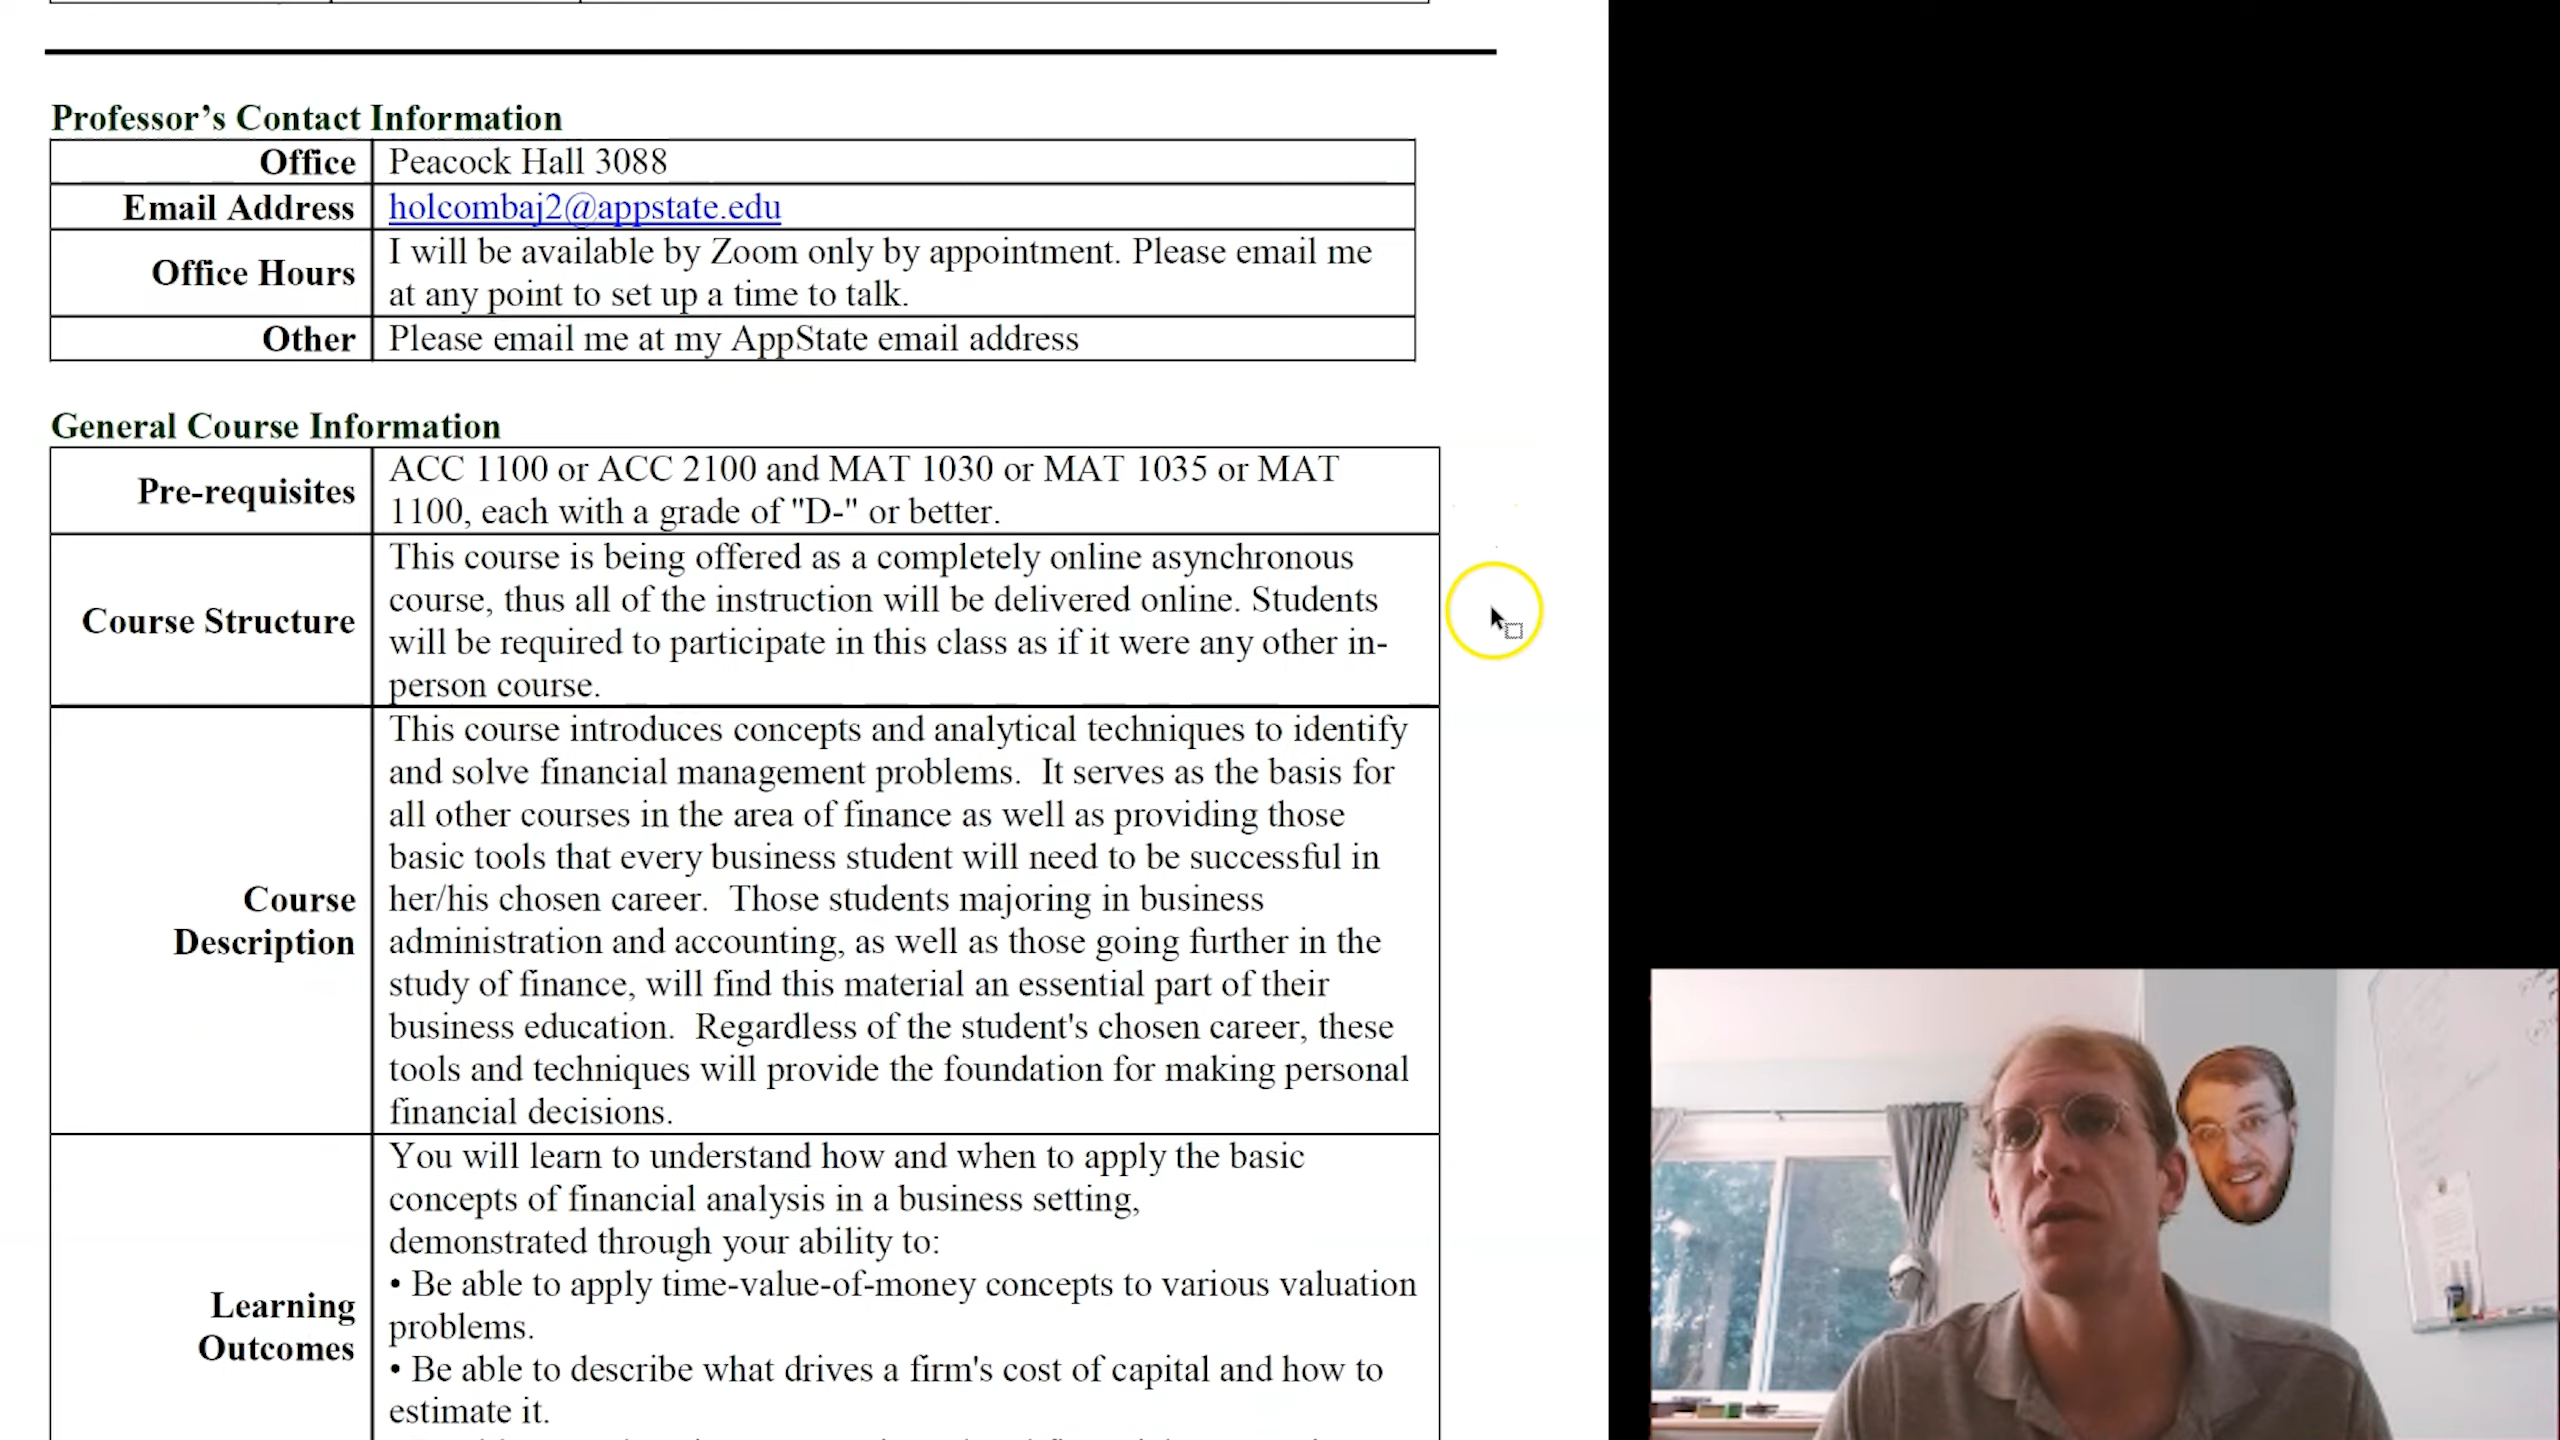 Professor’s Contact Information
Office
Peacock Hall 3088
Email Address
holcombaj2@appstate.edu
Office Hours
I will be available by Zoom only by appointment. Please email me
at any point to set up a time to talk.
Other
Please email me at my AppState email address
General Course Information
Pre-requisites
ACC 1100 or ACC 2100 and MAT 1030 or MAT 1035 or MAT
1100, each with a grade of "D-" or better.
Course Structure
This course is being offered as a completely online asynchronous
course, thus all of the instruction will be delivered online. Students
will be required to participate in this class as if it were any other in-
person course.
Course
Description
This course introduces concepts and analytical techniques to identify
and solve financial management problems.  It serves as the basis for
all other courses in the area of finance as well as providing those
basic tools that every business student will need to be successful in
her/his chosen career.  Those students majoring in business
administration and accounting, as well as those going further in the
study of finance, will find this material an essential part of their
business education.  Regardless of the student's chosen career, these
tools and techniques will provide the foundation for making personal
financial decisions.
Learning
Outcomes
You will learn to understand how and when to apply the basic
concepts of financial analysis in a business setting,
demonstrated through your ability to:
• Be able to apply time-value-of-money concepts to various valuation
problems.
• Be able to describe what drives a firm's cost of capital and how to
estimate it.